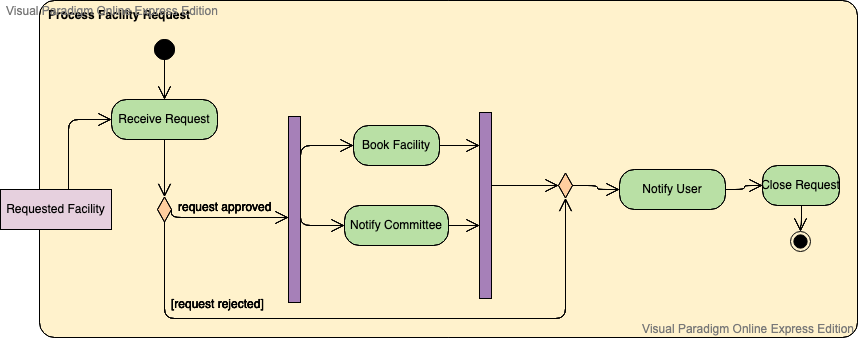 Visual Paradigm Online Express Edition
Process Facility Request
Receive Request
Book Facility
Requested Facility
request approved
Notify User
Close Request
Notify Committee
[request rejected]
Visual Paradigm Online Express Edition